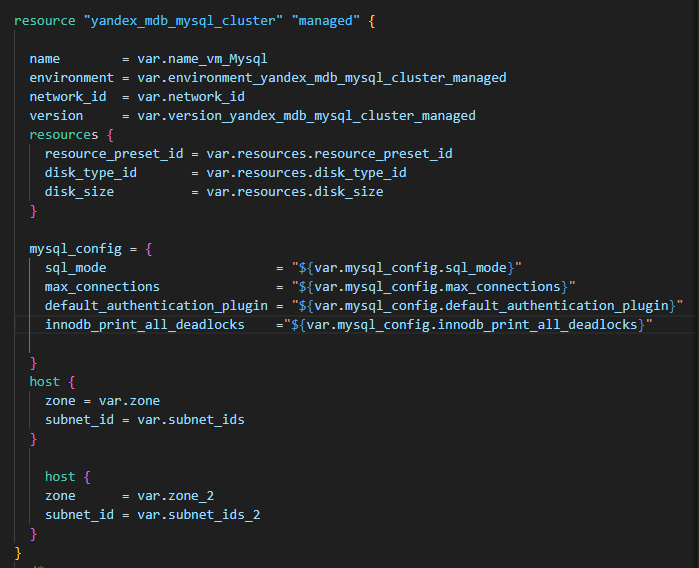 resource "yandex_mdb_mysql_cluster" "managed" {
name        = var.name_vm_Mysql
environment = var.environment_yandex_mdb_mysql_cluster_managed
network_id  = var.network_id
version     = var.version_yandex_mdb_mysql_cluster_managed
resources {
resource_preset_id = var.resources.resource_preset_id
disk_type_id       = var.resources.disk_type_id
disk_size          = var.resources.disk_size
}
mysql_config = {
sql_mode                      = "${var.mysql_config.sql_mode}"
max_connections               = "${var.mysql_config.max_connections}"
default_authentication_plugin = "${var.mysql_config.default_authentication_plugin}"
innodb_print_all_deadlocks    ="${var.mysql_config.innodb_print_all_deadlocks}"
}
host {
zone = var.zone
subnet_id = var.subnet_ids
}
host {
zone      = var.zone_2
subnet_id = var.subnet_ids_2
}
}